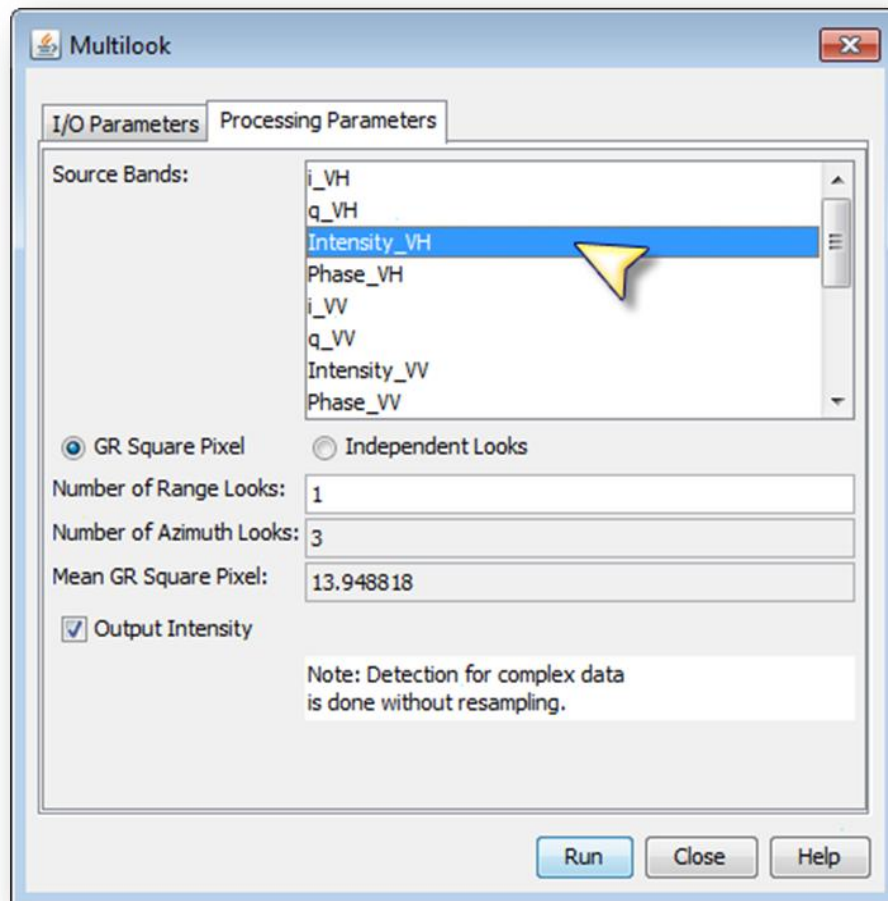 Multilook
I/O Parameters
Processing Parameters
Source Bands:
i_VH
q_VH
Intensity_VH
Phase_VH
i_VV
q_VV
Intensity_VV
Phase_VV
GR Square Pixel
Independent Looks
Number of Range Looks: 1
Number of Azimuth Looks: 3
Mean GR Square Pixel: 13.948818
Output Intensity
Note: Detection for complex data
is done without resampling.
Run
Close
Help